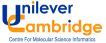 Unilever
Cambridge
Centre For Molecular Science Informatics